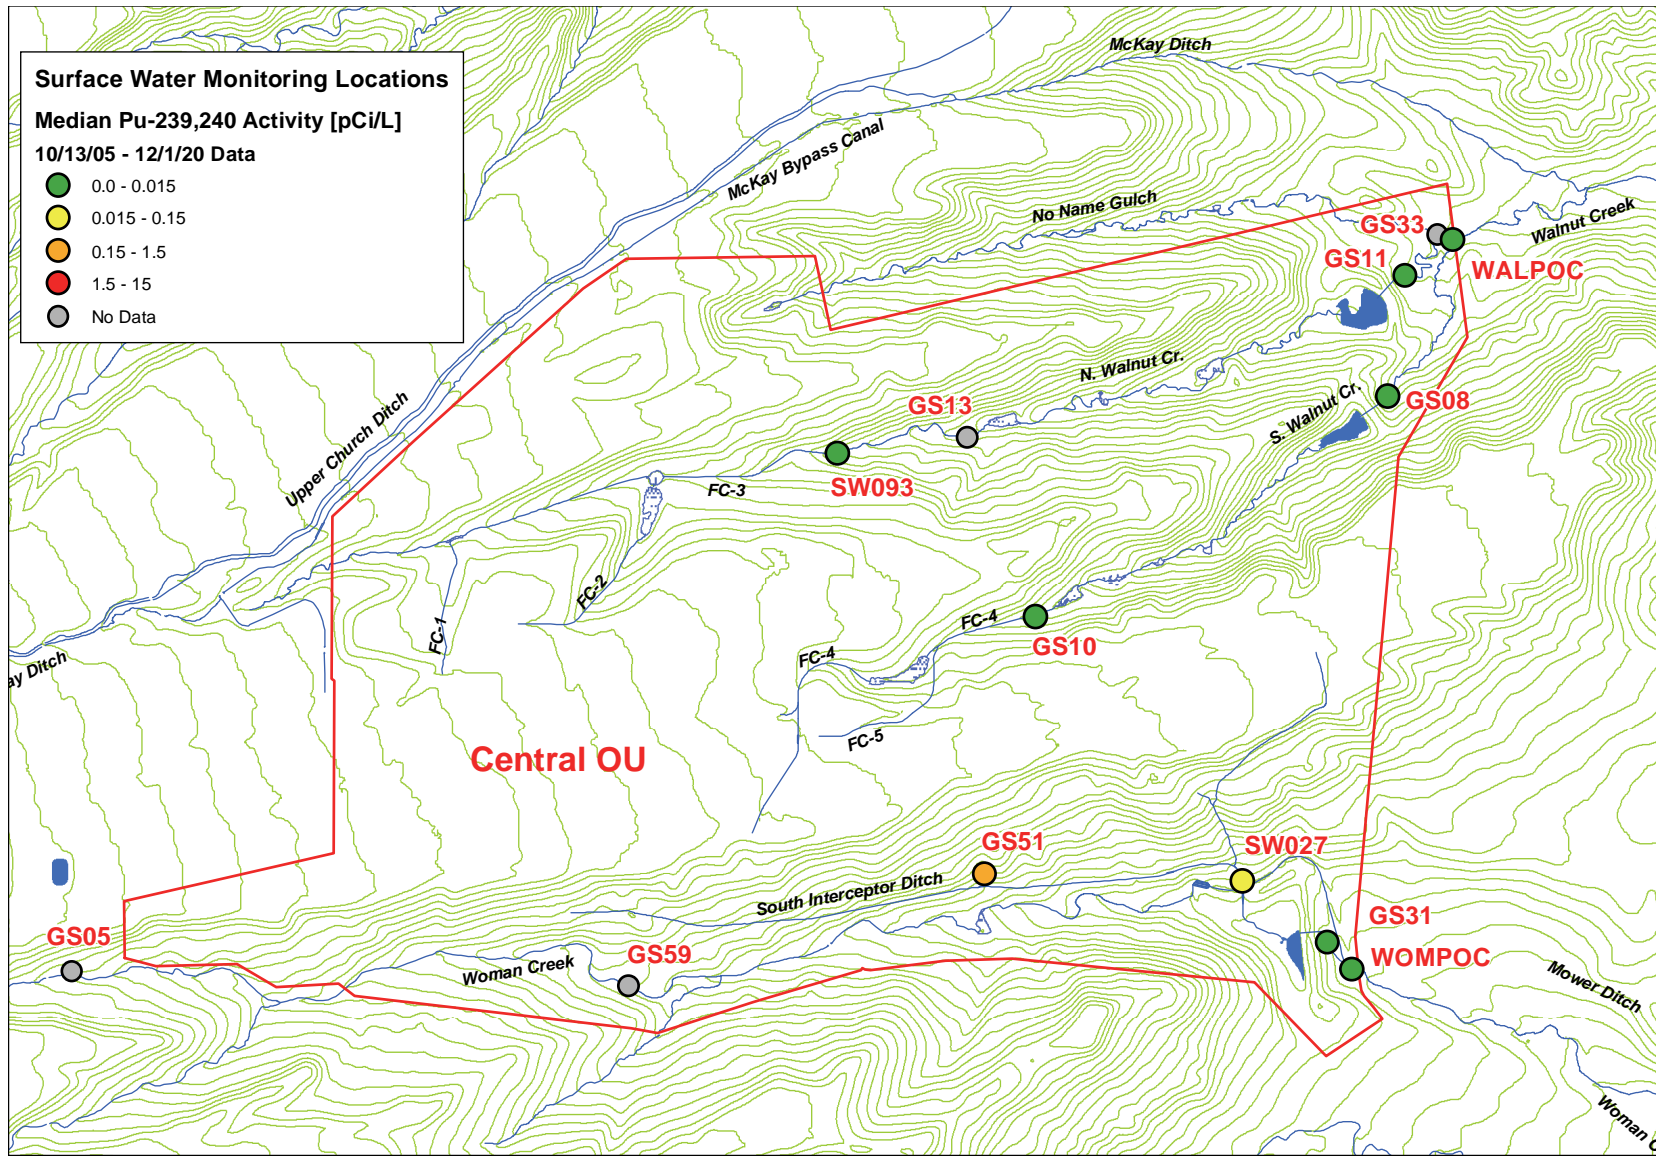 Surface Water Monitoring Locations
Median Pu-239,240 Activity [pCi/L]
10/13/05 - 12/1/20 Data
0.0 - 0.015
0.015 - 0.15
0.15 - 1.5
1.5 - 15
No Data
McKay Ditch
McKay Bypass Canal
No Name Gulch
GS33
Walnut Creek
GS11
WALPOC
N. Walnut Cr.
GS13
S. Walnut Cr.
GS08
Upper Church Ditch
SW093
FC-3
FC-2
FC-1
FC-4
GS10
FC-4
ay Ditch
FC-5
Central OU
GS51
SW027
South Interceptor Ditch
GS31
GS05
GS59
Woman Creek
WOMPOC
Mower Ditch
Woman C